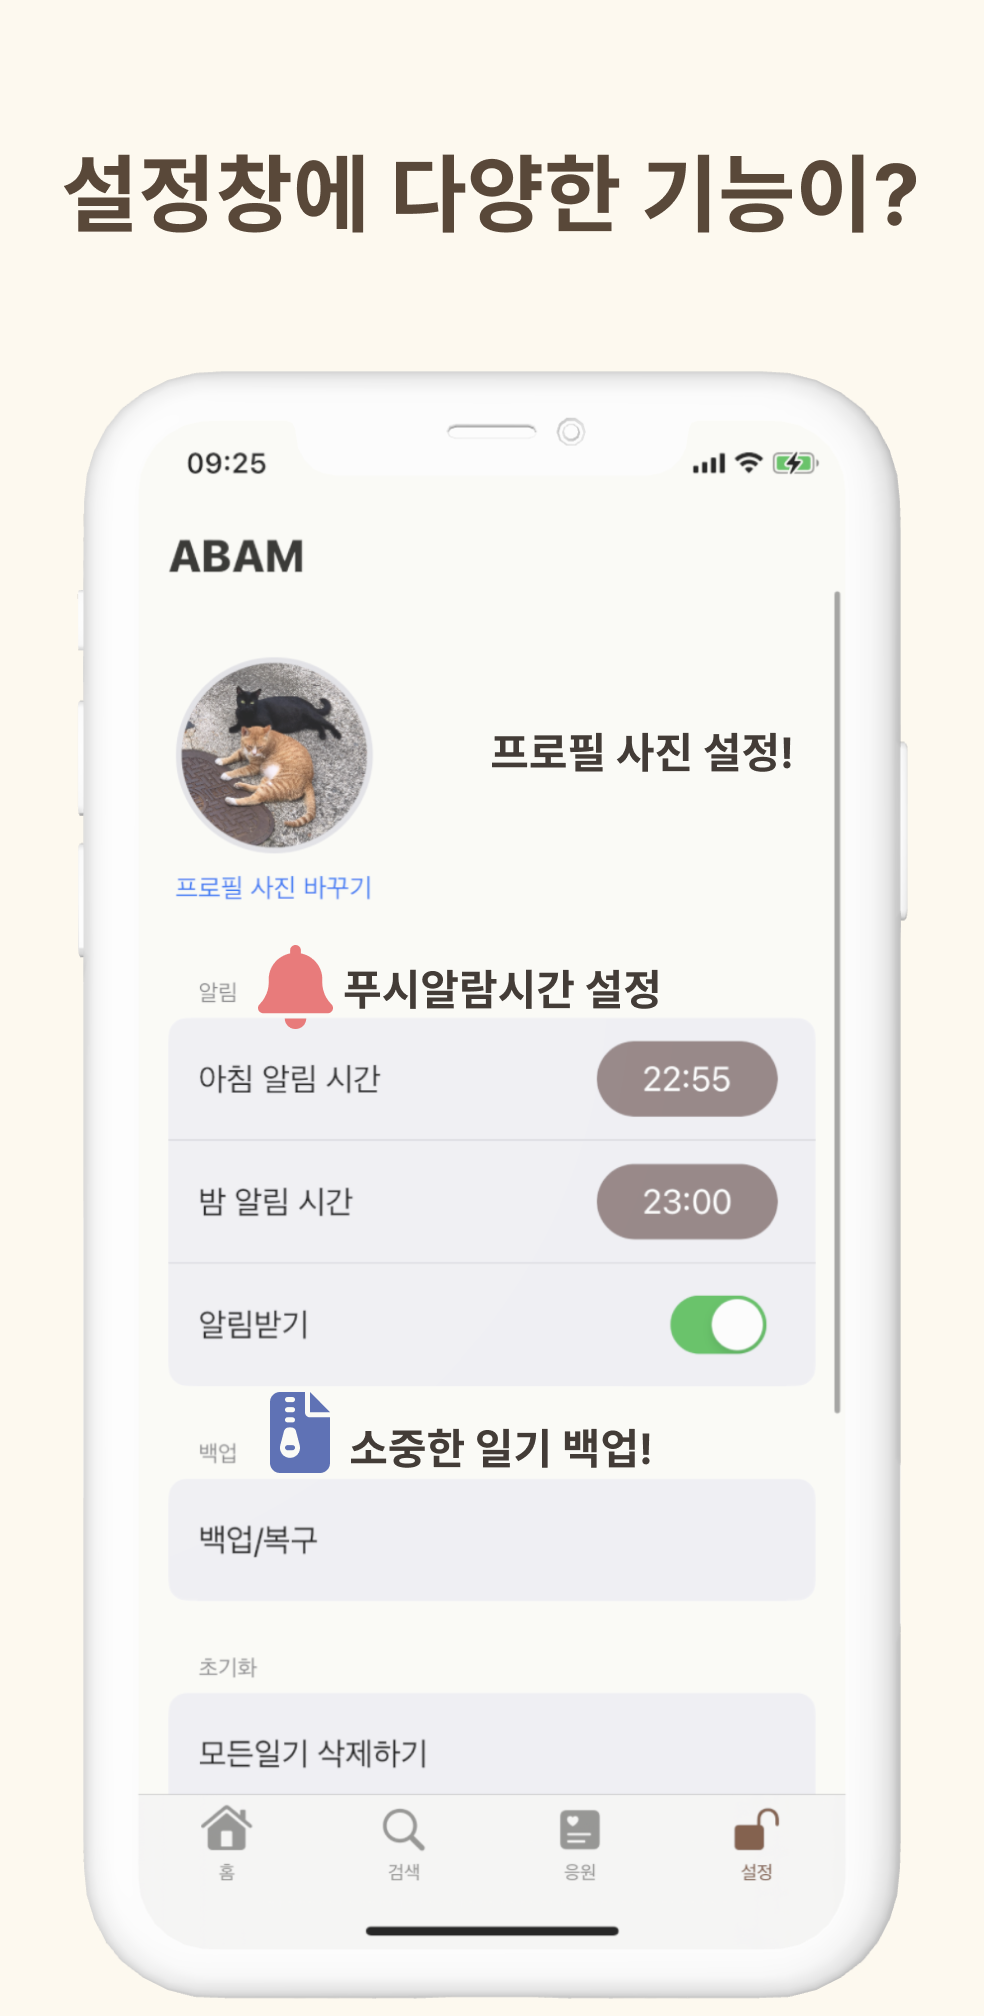 설정창에 다양한 기능이?
09:25
ABAM
프로필 사진 설정!
프로필 사진 바꾸기
알림 푸시알람시간 설정
아침 알림 시간 22:55
밤 알림 시간 23:00
알림받기
백업 소중한 일기 백업!
백업/복구
초기화
모든일기 삭제하기
홈 검색 응원 설정